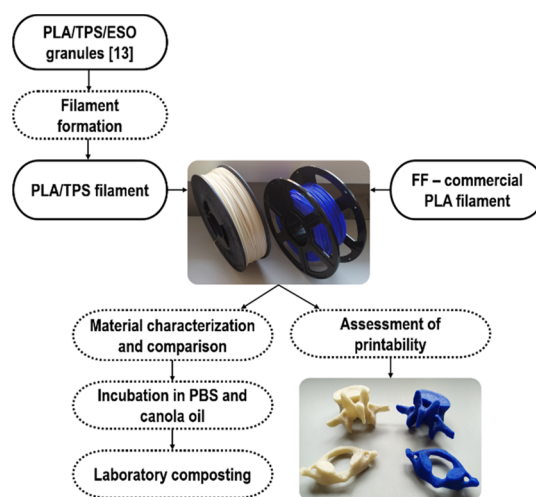 PLA/TPS/ESO
granules [13]
Filament
formation
PLA/TPS filament
FF – commercial
PLA filament
Material characterization
and comparison
Assessment of
printability
Incubation in PBS and
canola oil
Laboratory composting